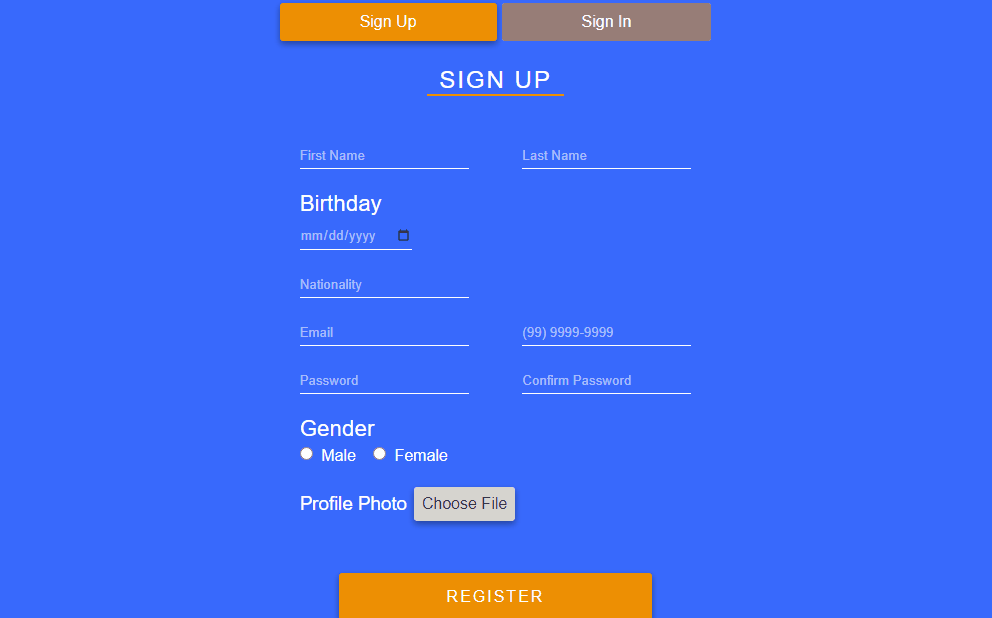 Sign Up Sign In
SIGN UP
First Name Last Name
Birthday
mm/dd/yyyy
Nationality
Email (99) 9999-9999
Password Confirm Password
Gender
Male Female
Profile Photo Choose File
REGISTER